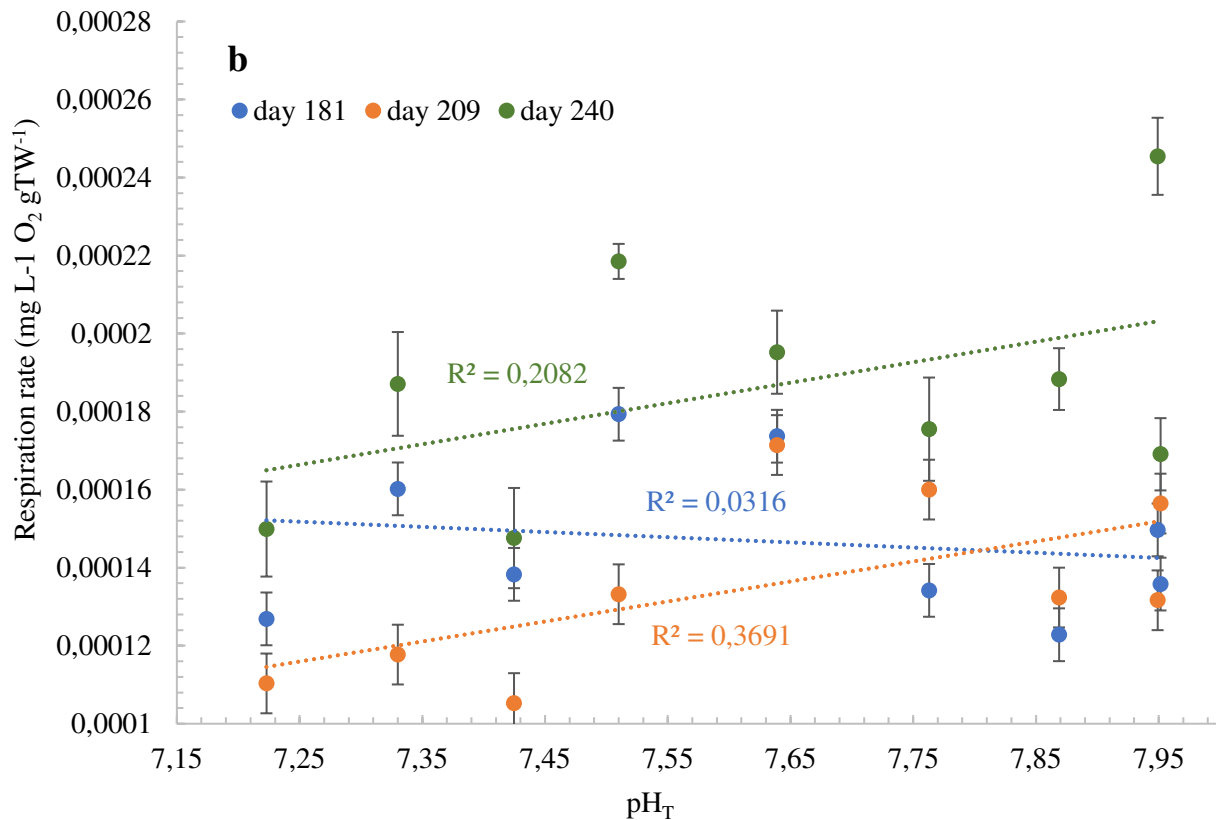 0,00028
b
0,00026
day 181 day 209 day 240
0,00024
0,00022
0,0002
R² = 0,2082
0,00018
0,00016
R² = 0,0316
0,00014
0,00012
R² = 0,3691
0,0001
Respiration rate (mg L-1 O₂ gTW⁻¹)
7,15 7,25 7,35 7,45 7,55 7,65 7,75 7,85 7,95
pH_T